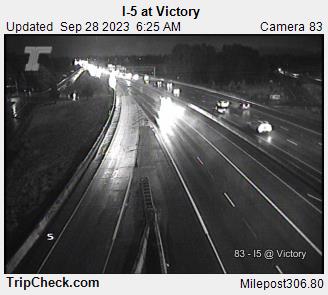 I-5 at Victory
Updated Sep 28 2023 6:25 AM Camera 83
T
S
83 - I5 @ Victory
TripCheck.com Milepost306.80